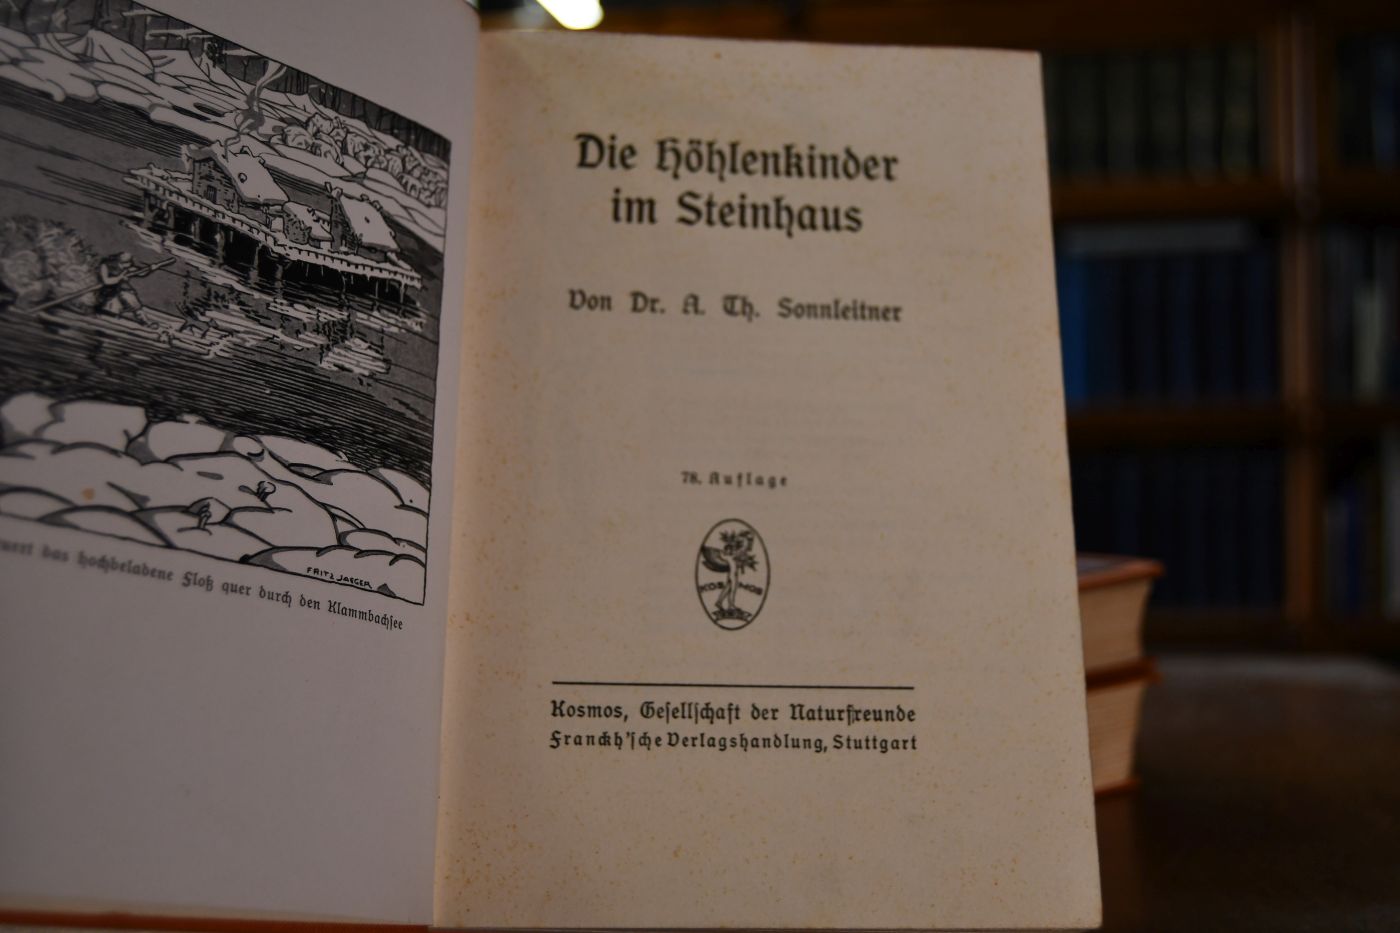 FRITZ JAEGER
das hochbeladene Floß quer durch den Klammbachsee
Die Höhlenkinder
im Steinhaus
Von Dr. A. Th. Sonnleitner
78. Auflage
KOSMOS
Kosmos, Geſellſchaft der Naturfreunde
Franckh'ſche Verlagshandlung, Stuttgart